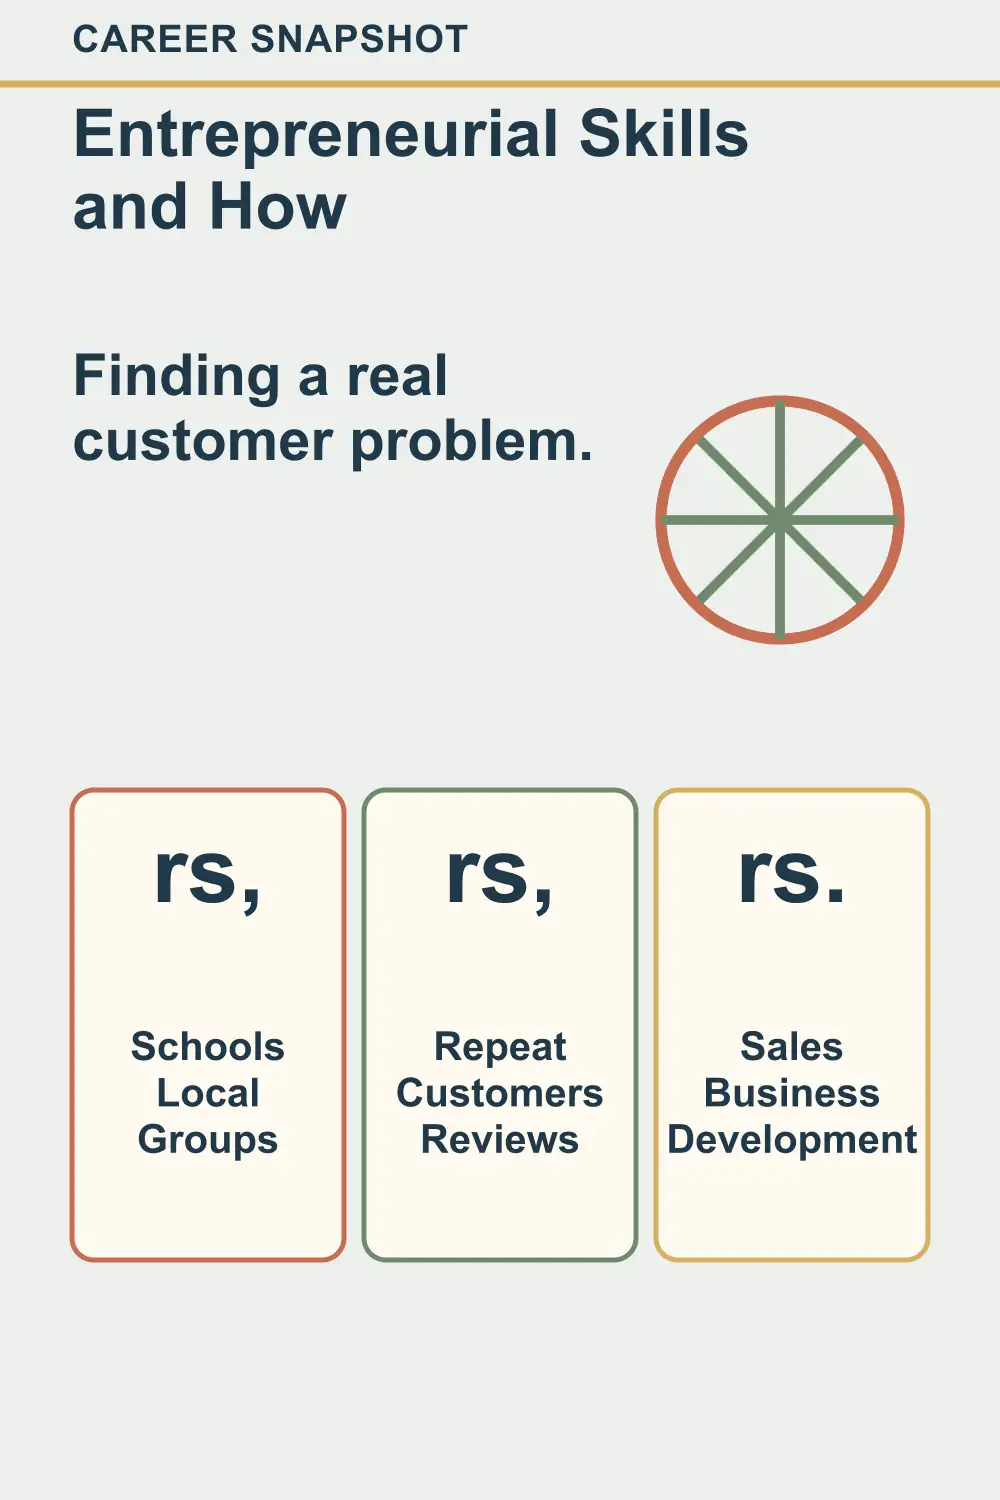 CAREER SNAPSHOT
Entrepreneurial Skills
and How
Finding a real
customer problem.
rs,
Schools
Local
Groups
rs,
Repeat
Customers
Reviews
rs.
Sales
Business
Development